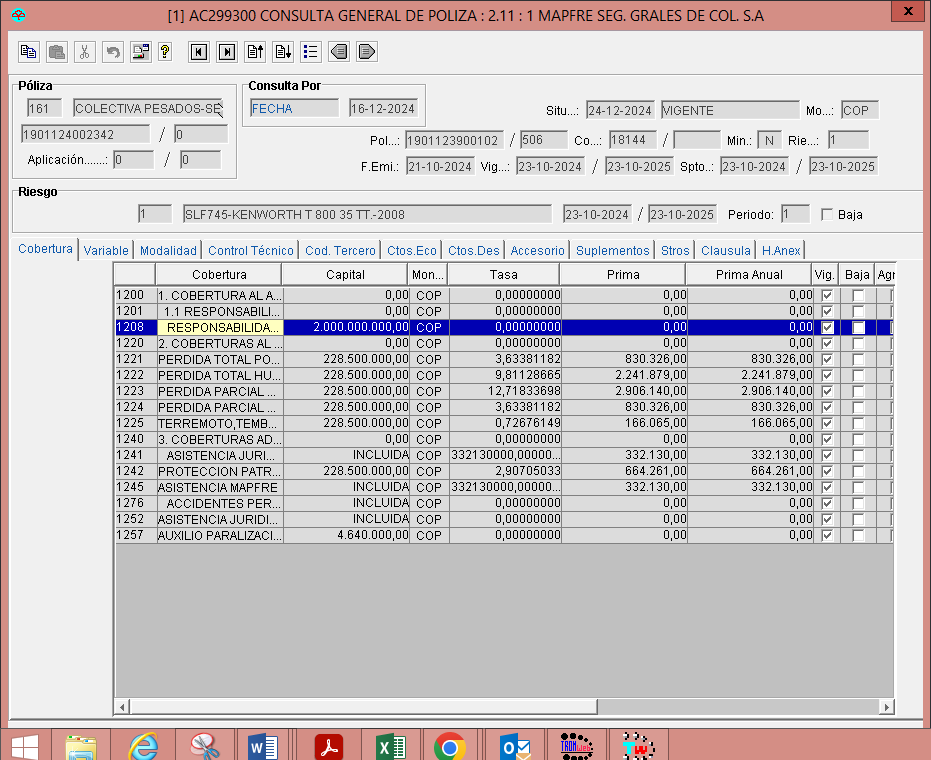 [1] AC299300 CONSULTA GENERAL DE POLIZA : 2.11 : 1 MAPFRE SEG. GRALES DE COL. S.A
Póliza
161 COLECTIVA PESADOS-SE
1901124002342 / 0
Aplicación.......: 0 / 0
Consulta Por
FECHA 16-12-2024
Situ...: 24-12-2024 VIGENTE Mo...: COP
Pol...: 1901123900102 / 506 Co...: 18144 / Min.: N Rie...: 1
F.Emi.: 21-10-2024 Vig...: 23-10-2024 / 23-10-2025 Spto..: 23-10-2024 / 23-10-2025
Riesgo
1 SLF745-KENWORTH T 800 35 TT.-2008 23-10-2024 / 23-10-2025 Periodo: 1 Baja
Cobertura Variable Modalidad Control Técnico Cod. Tercero Ctos.Eco Ctos.Des Accesorio Suplementos Stros Clausula H.Anex
Cobertura Capital Mon... Tasa Prima Prima Anual Vig. Baja Agr
1200 1. COBERTURA AL A... 0,00 COP 0,00000000 0,00 0,00
1201 1.1 RESPONSABILI... 0,00 COP 0,00000000 0,00 0,00
1208 RESPONSABILIDA... 2.000.000.000,00 COP 0,00000000 0,00 0,00
1220 2. COBERTURAS AL ... 0,00 COP 0,00000000 0,00 0,00
1221 PERDIDA TOTAL PO... 228.500.000,00 COP 3,63381182 830.326,00 830.326,00
1222 PERDIDA TOTAL HU... 228.500.000,00 COP 9,81128665 2.241.879,00 2.241.879,00
1223 PERDIDA PARCIAL ... 228.500.000,00 COP 12,71833698 2.906.140,00 2.906.140,00
1224 PERDIDA PARCIAL ... 228.500.000,00 COP 3,63381182 830.326,00 830.326,00
1225 TERREMOTO,TEMB... 228.500.000,00 COP 0,72676149 166.065,00 166.065,00
1240 3. COBERTURAS AD... 0,00 COP 0,00000000 0,00 0,00
1241 ASISTENCIA JURI... INCLUIDA COP 332130000,00000... 332.130,00 332.130,00
1242 PROTECCION PATR... 228.500.000,00 COP 2,90705033 664.261,00 664.261,00
1245 ASISTENCIA MAPFRE INCLUIDA COP 332130000,00000... 332.130,00 332.130,00
1276 ACCIDENTES PER... INCLUIDA COP 0,00000000 0,00 0,00
1252 ASISTENCIA JURIDI... INCLUIDA COP 0,00000000 0,00 0,00
1257 AUXILIO PARALIZACI... 4.640.000,00 COP 0,00000000 0,00 0,00